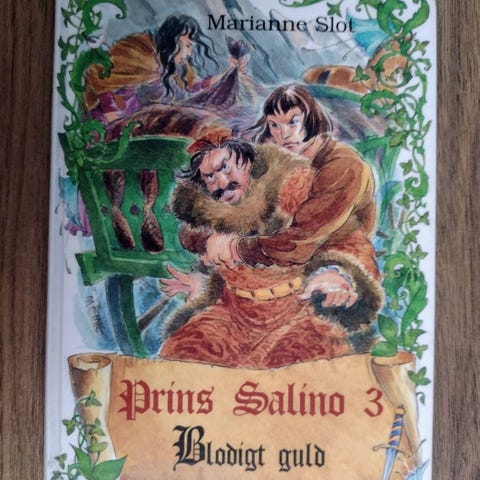 Marianne Slot
Prins Salino 3
Blodigt guld